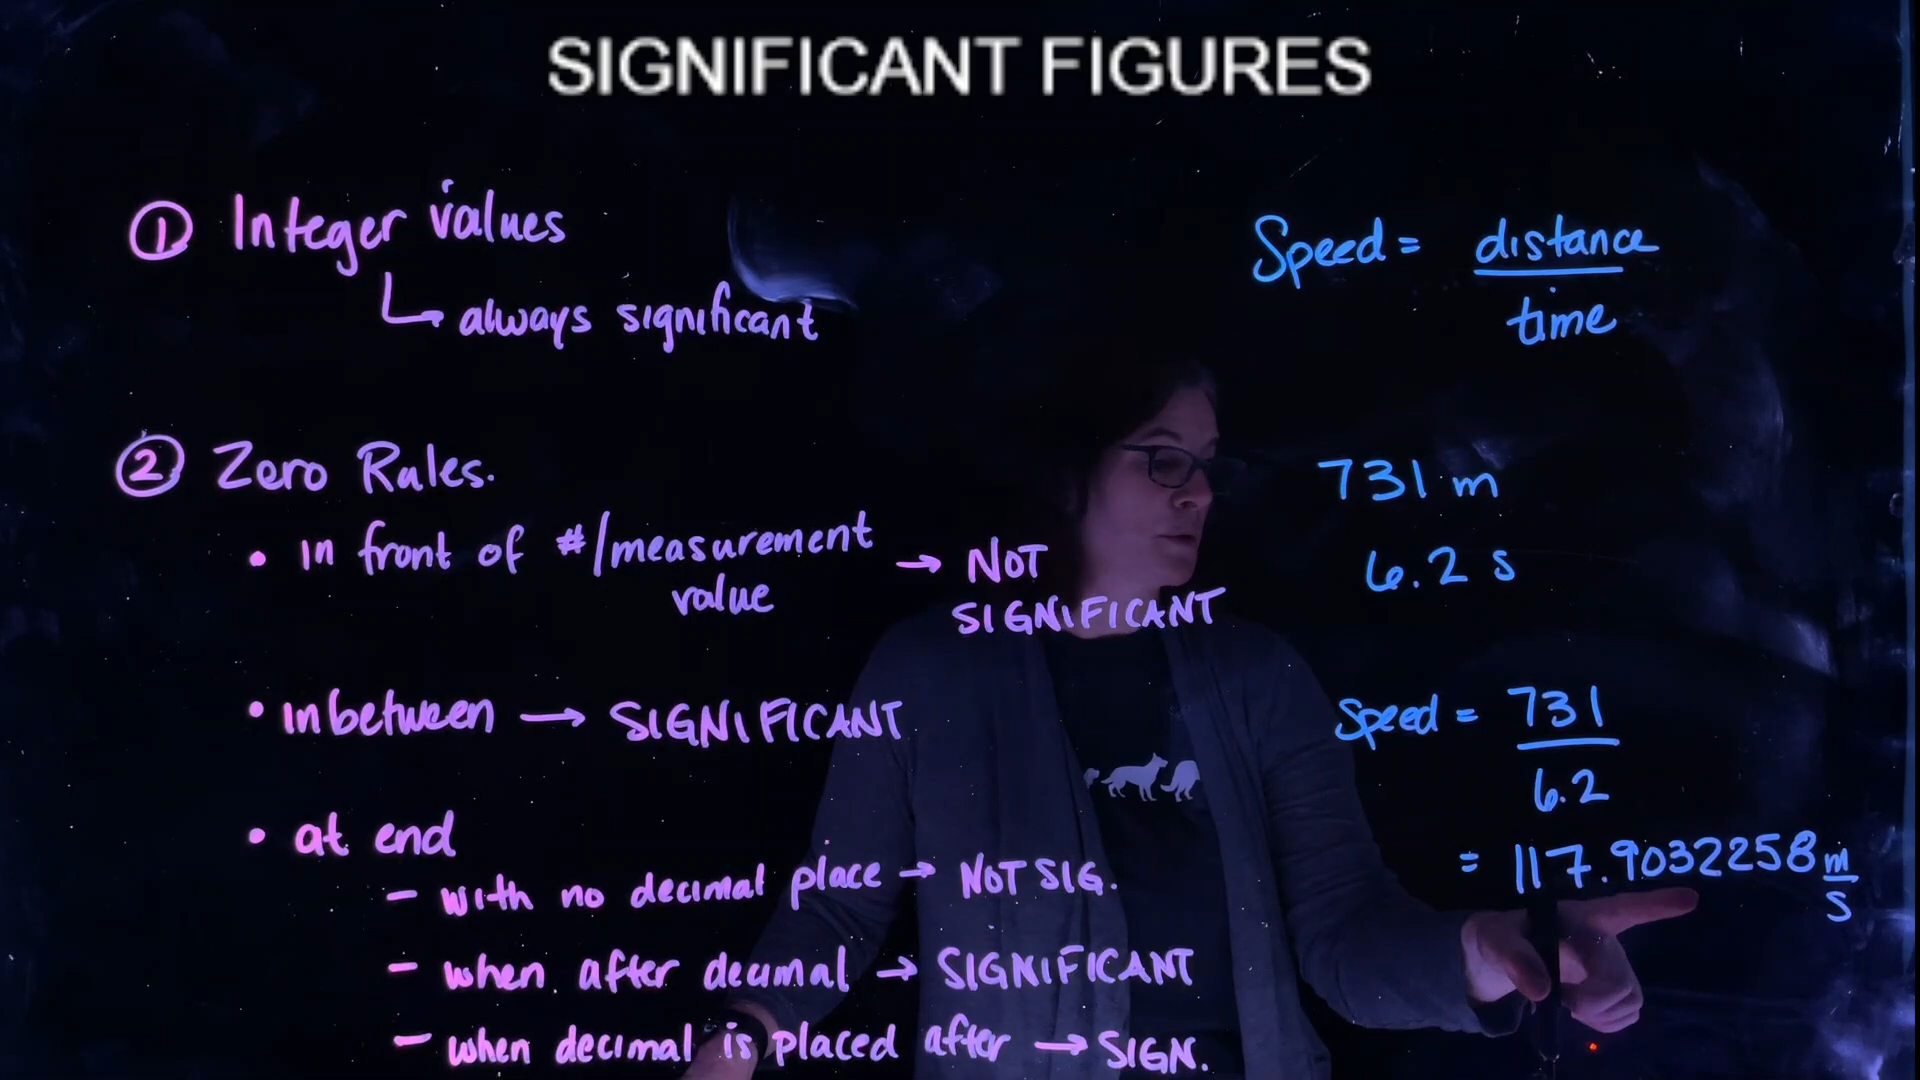 SIGNIFICANT FIGURES
① Integer values
↳ always significant
② Zero Rules.
• in front of #/measurement value → NOT SIGNIFICANT
• inbetween → SIGNIFICANT
• at end
– with no decimal place → NOT SIG.
– when after decimal → SIGNIFICANT
– when decimal is placed after → SIGN.
Speed = distance
time
731 m
6.2 s
Speed = 731
6.2
= 117.9032258 m
s